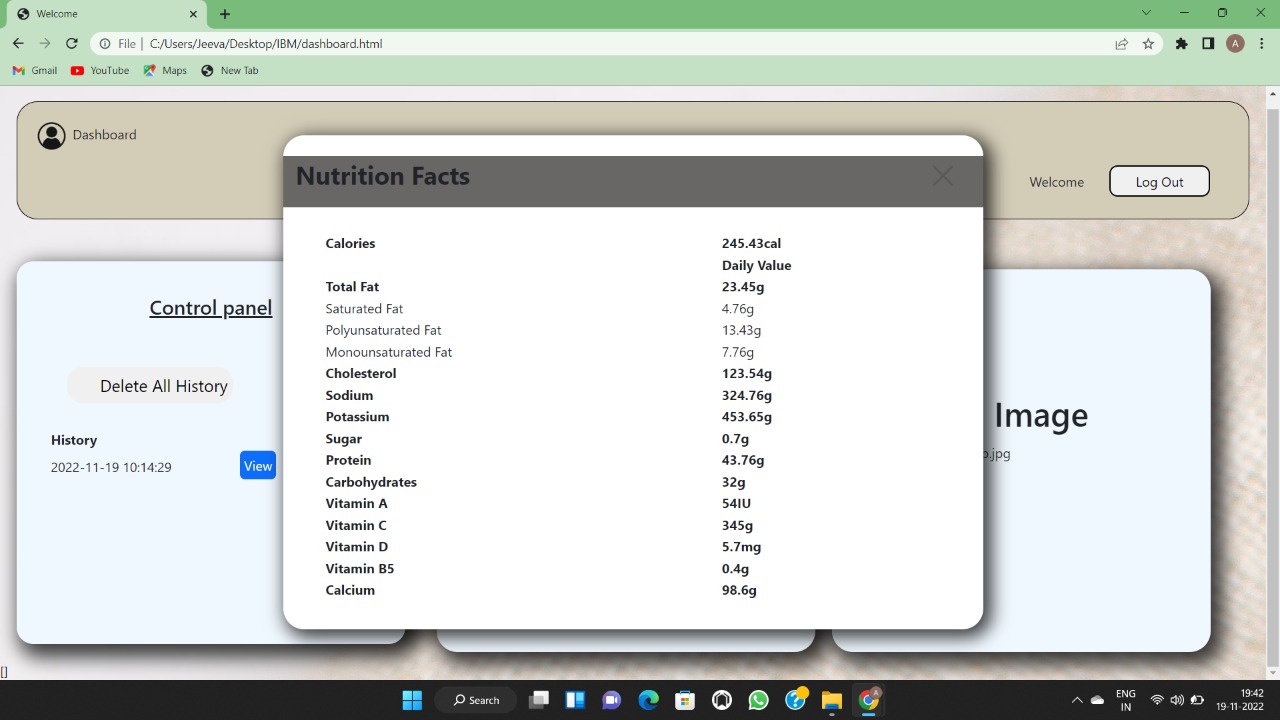 Welcome
File C:/Users/Jeeva/Desktop/IBM/dashboard.html
A
Gmail YouTube Maps New Tab
Dashboard
Welcome Log Out
Nutrition Facts
Calories 245.43cal
Daily Value
Total Fat 23.45g
Saturated Fat 4.76g
Polyunsaturated Fat 13.43g
Monounsaturated Fat 7.76g
Cholesterol 123.54g
Sodium 324.76g
Potassium 453.65g
Sugar 0.7g
Protein 43.76g
Carbohydrates 32g
Vitamin A 54IU
Vitamin C 345g
Vitamin D 5.7mg
Vitamin B5 0.4g
Calcium 98.6g
Control panel
Delete All History
History
2022-11-19 10:14:29 View
Image
.jpg
[]
Search
ENG
IN
19:42
19-11-2022